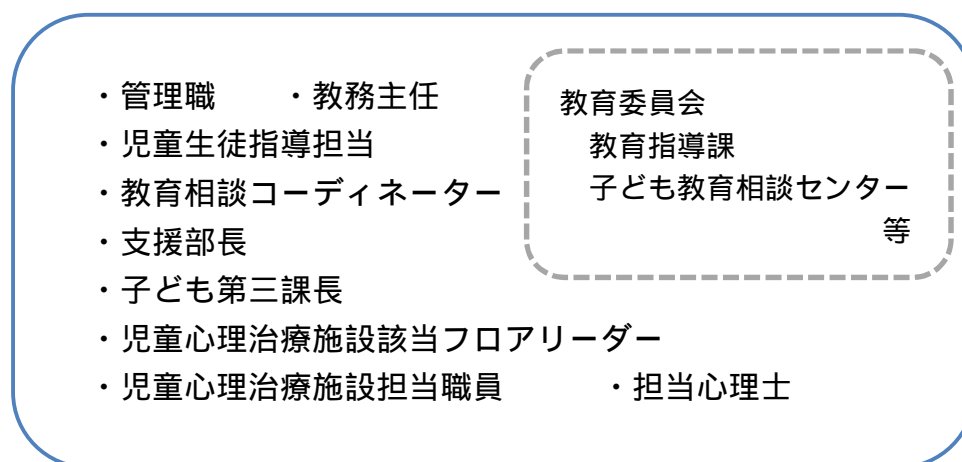 ・管理職　　・教務主任
・児童生徒指導担当
・教育相談コーディネーター
・支援部長
・子ども第三課長
・児童心理治療施設該当フロアリーダー
・児童心理治療施設担当職員　　　・担当心理士
教育委員会
教育指導課
子ども教育相談センター
等